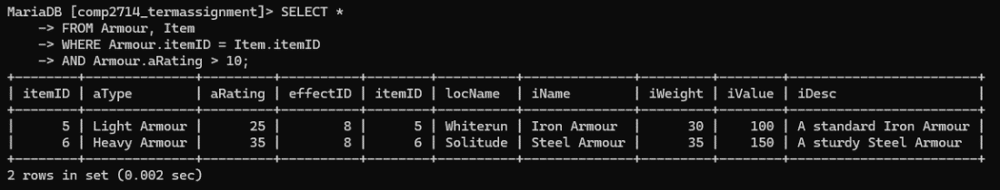 MariaDB [comp2714_termassignment]> SELECT *
    -> FROM Armour, Item
    -> WHERE Armour.itemID = Item.itemID
    -> AND Armour.aRating > 10;
+--------+--------------+---------+----------+--------+-----------+--------------+---------+--------+-------------------------+
| itemID | aType        | aRating | effectID | itemID | locName   | iName        | iWeight | iValue | iDesc                   |
+--------+--------------+---------+----------+--------+-----------+--------------+---------+--------+-------------------------+
|      5 | Light Armour |      25 |        8 |      5 | Whiterun | Iron Armour  |      30 |    100 | A standard Iron Armour |
|      6 | Heavy Armour |      35 |        8 |      6 | Solitude | Steel Armour |      35 |    150 | A sturdy Steel Armour  |
+--------+--------------+---------+----------+--------+-----------+--------------+---------+--------+-------------------------+
2 rows in set (0.002 sec)